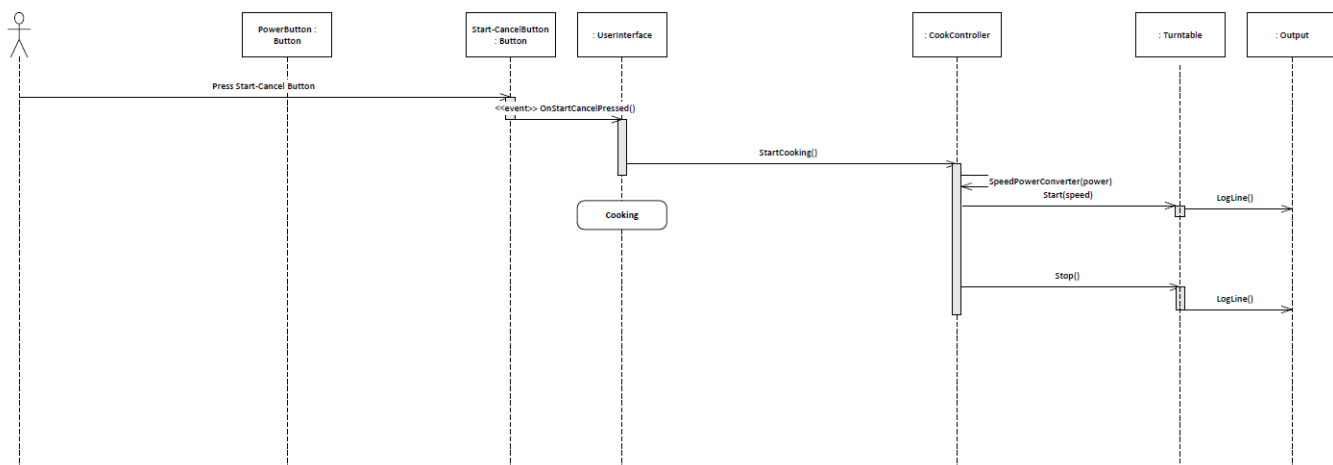 PowerButton :
Button
Start-CancelButton
: Button
: UserInterface
: CookController
: Turntable
: Output
Press Start-Cancel Button
<<event>> OnStartCancelPressed()
StartCooking()
SpeedPowerConverter(power)
Start(speed)
LogLine()
Cooking
Stop()
LogLine()